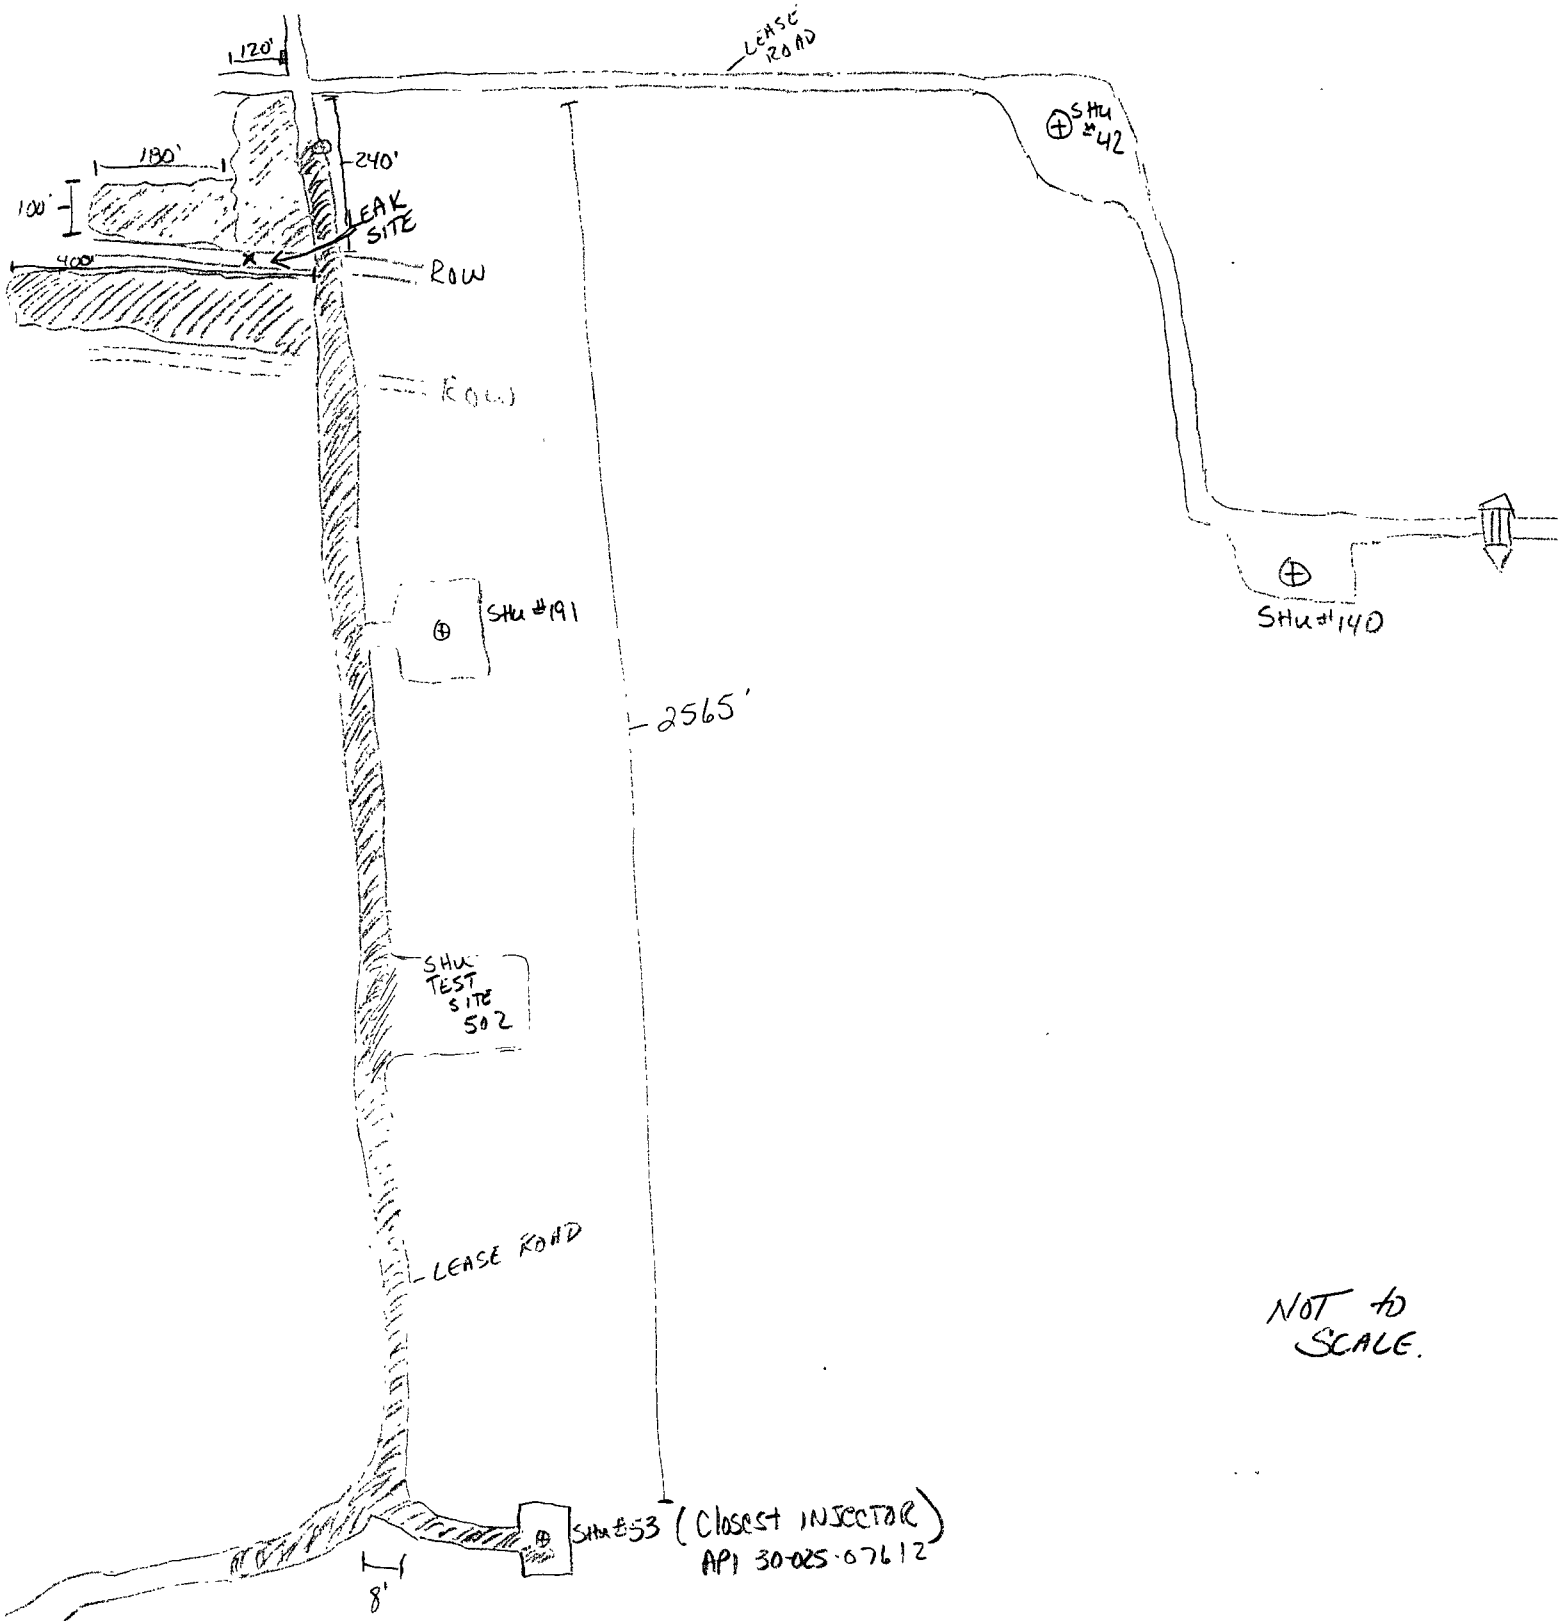 LEASE
ROAD
120'
SHU
#42
180'
240'
100'
LEAK
SITE
400'
ROW
ROW
SHU #191
SHU #140
2565'
SHU
TEST
SITE
502
LEASE ROAD
NOT to
SCALE.
SHU #53 (Closest INJECTOR)
API 30-025-07612
8'